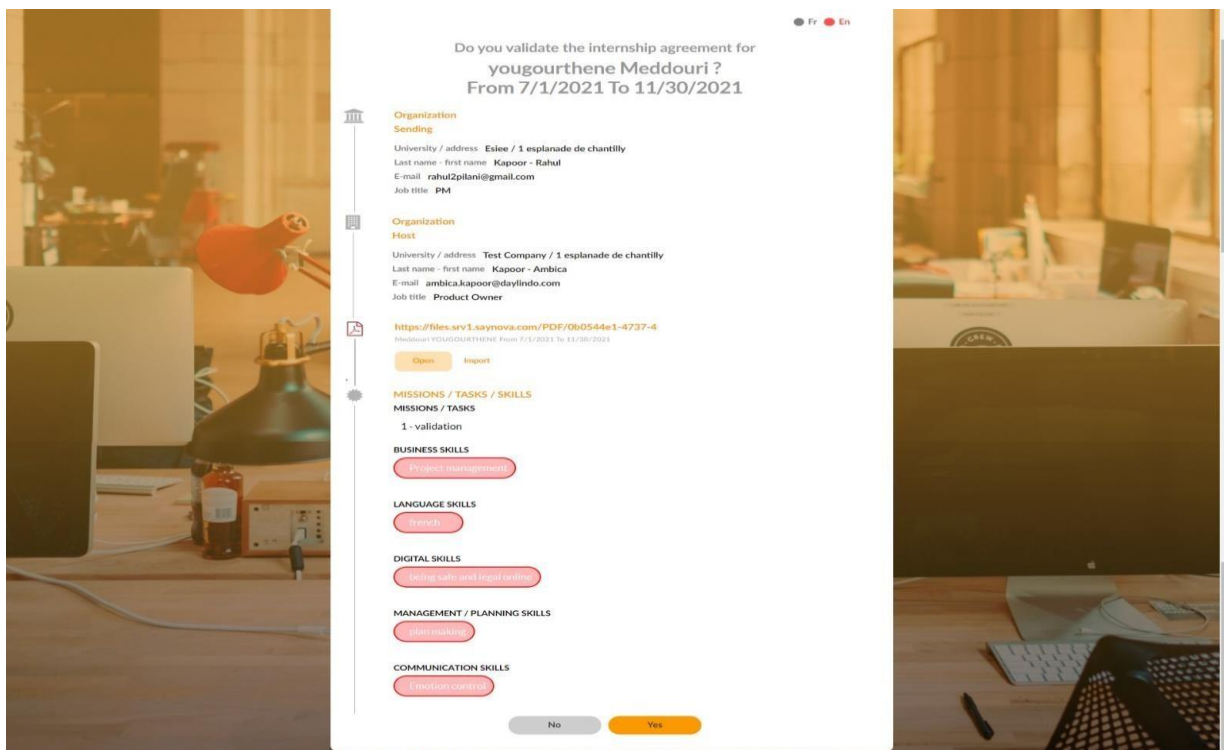 Fr En
Do you validate the internship agreement for
yougourthene Meddouri ?
From 7/1/2021 To 11/30/2021
Organization
Sending
University / address Esiee / 1 esplanade de chantilly
Last name - first name Kapoor - Rahul
E-mail rahul2pilani@gmail.com
Job title PM
Organization
Host
University / address Test Company / 1 esplanade de chantilly
Last name - first name Kapoor - Ambica
E-mail ambica.kapoor@daylindo.com
Job title Product Owner
https://files.srv1.saynova.com/PDF/0b0544e1-4737-4
Meddouri YOUGOURTHENE From 7/1/2021 To 11/30/2021
Open Import
MISSIONS / TASKS / SKILLS
MISSIONS / TASKS
1 - validation
BUSINESS SKILLS
Project management
LANGUAGE SKILLS
french
DIGITAL SKILLS
being safe and legal online
MANAGEMENT / PLANNING SKILLS
plan making
COMMUNICATION SKILLS
Emotion control
No Yes
CREW